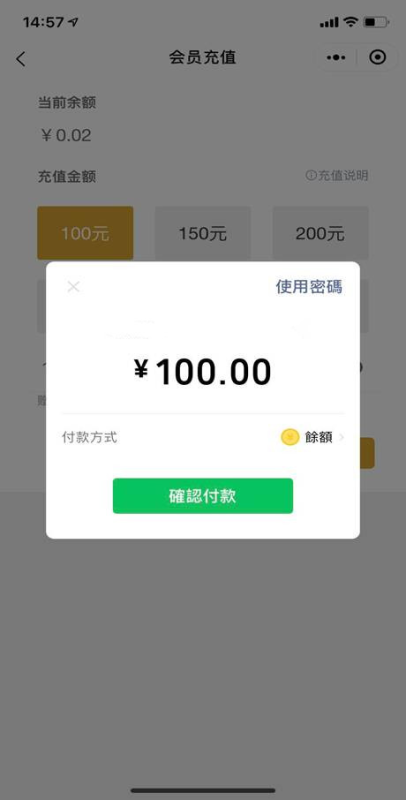 14:57
会员充值
当前余额
￥0.02
充值金额 ①充值说明
100元 150元 200元
使用密碼
¥100.00
付款方式 餘額
確認付款